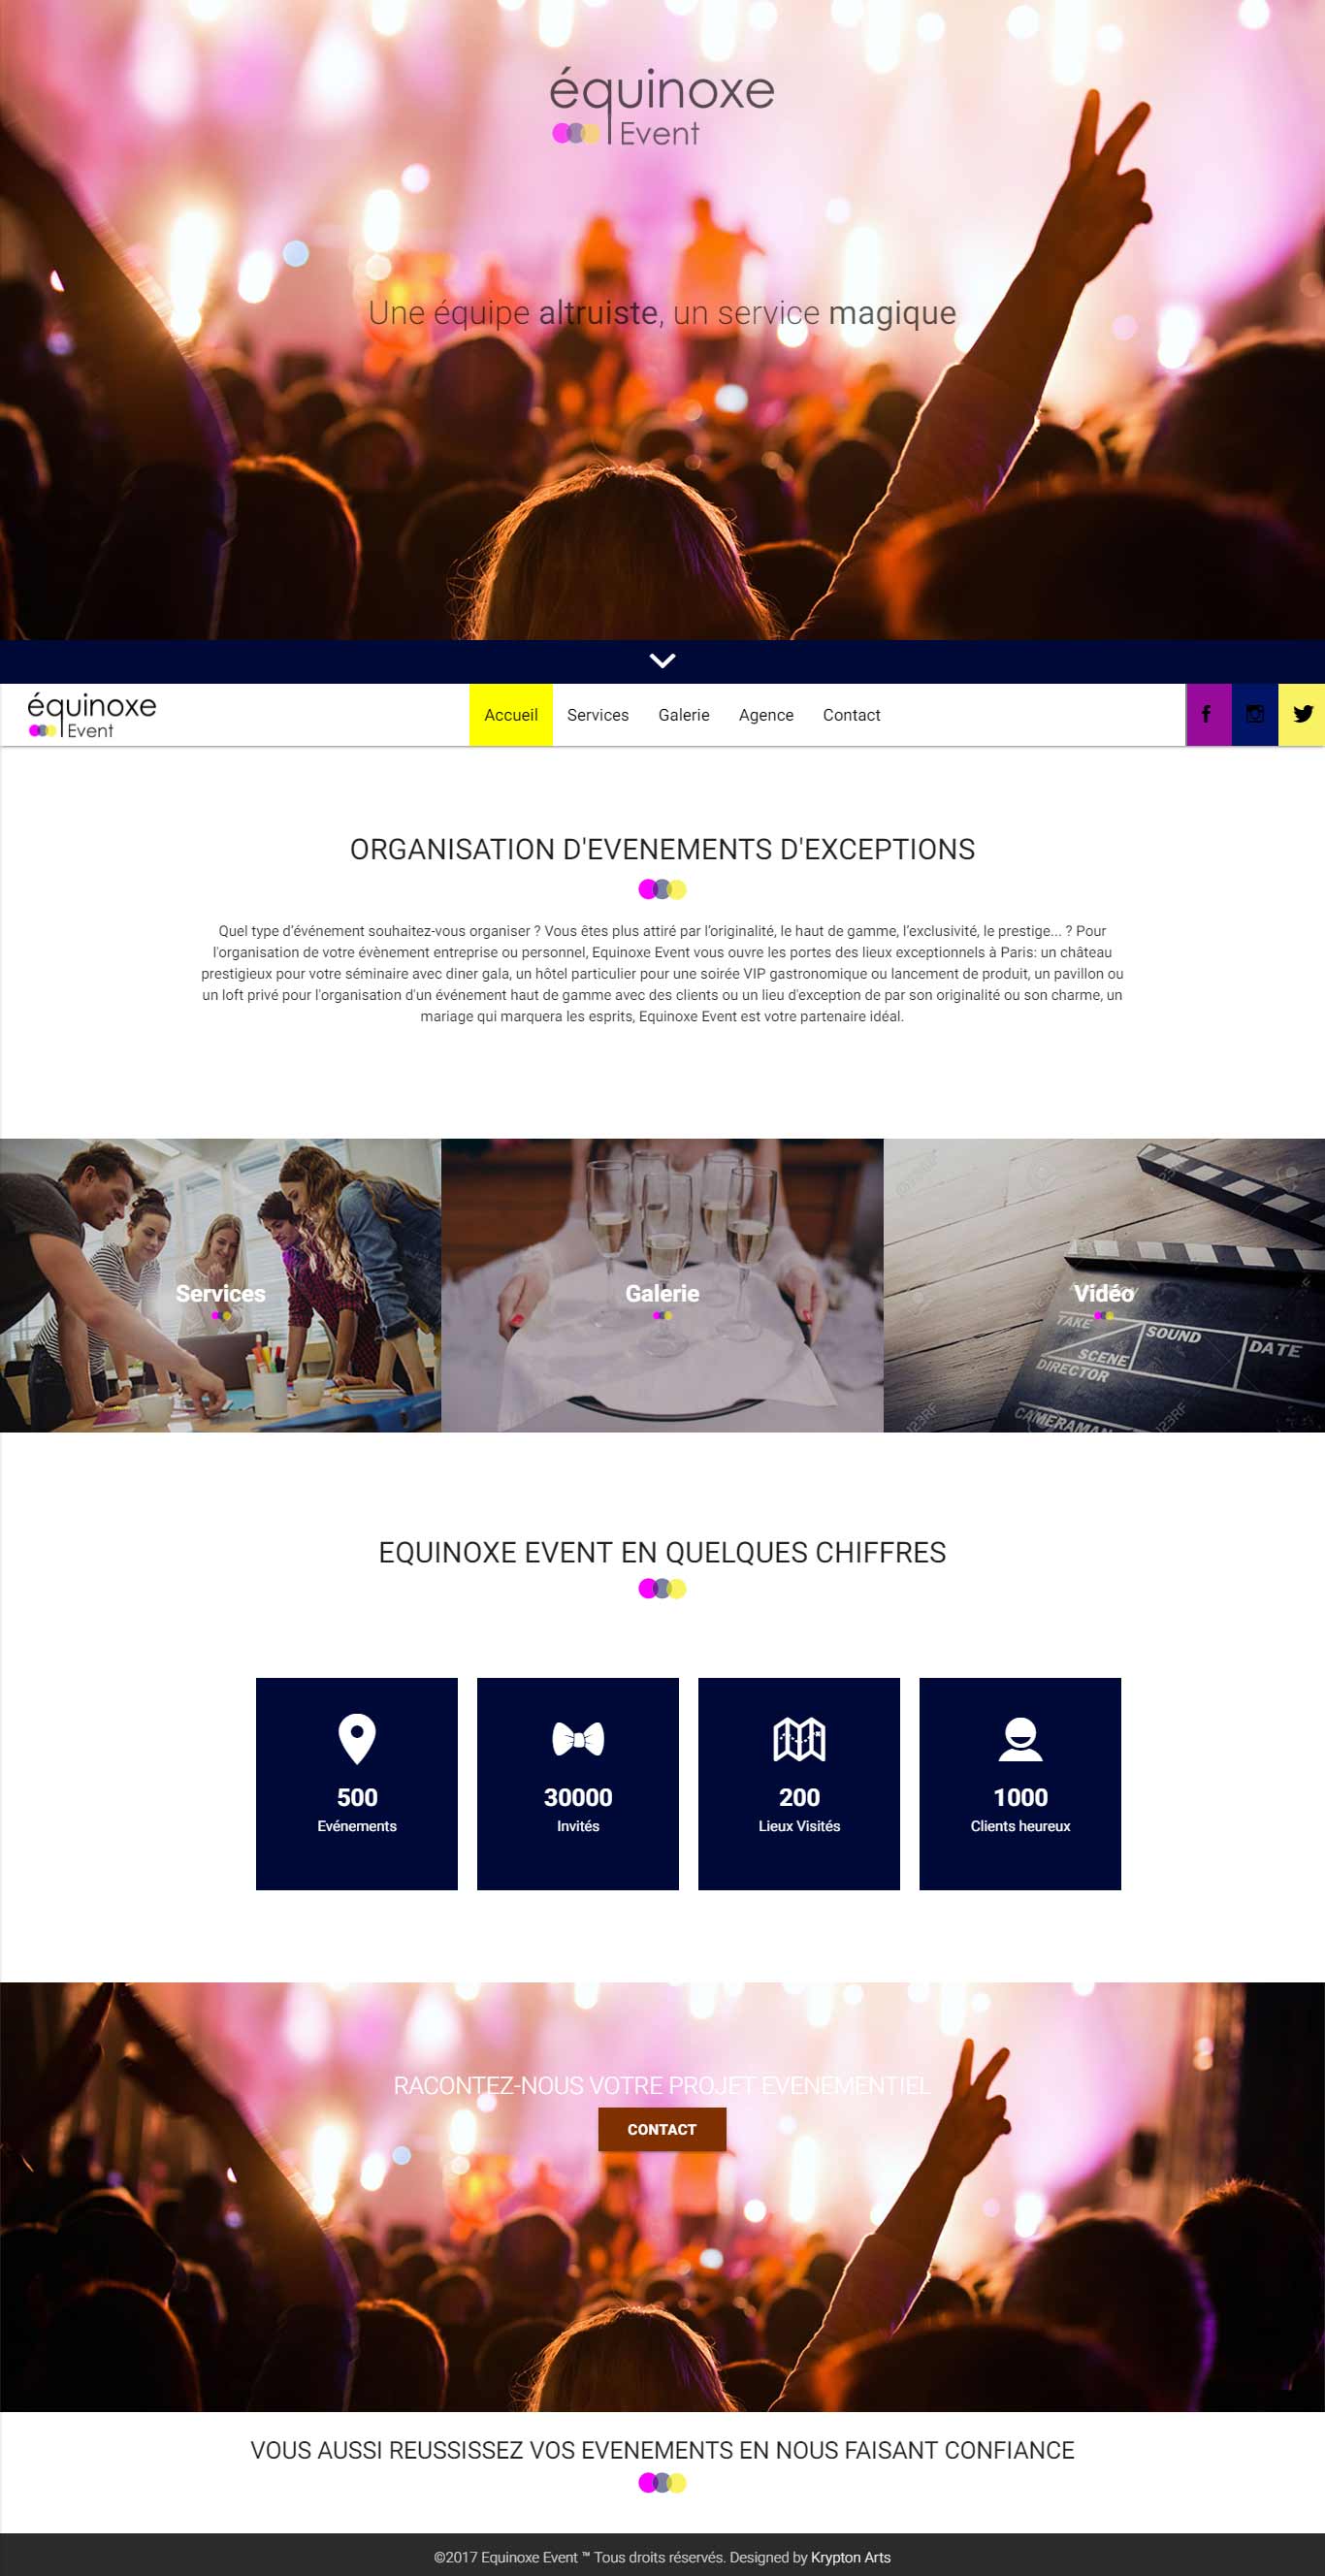 équinoxe
Event
Une équipe altruiste, un service magique
équinoxe
Event
Accueil Services Galerie Agence Contact
ORGANISATION D'EVENEMENTS D'EXCEPTIONS
Quel type d’événement souhaitez-vous organiser ? Vous êtes plus attiré par l’originalité, le haut de gamme, l’exclusivité, le prestige... ? Pour
l'organisation de votre évènement entreprise ou personnel, Equinoxe Event vous ouvre les portes des lieux exceptionnels à Paris: un château
prestigieux pour votre séminaire avec diner gala, un hôtel particulier pour une soirée VIP gastronomique ou lancement de produit, un pavillon ou
un loft privé pour l'organisation d'un événement haut de gamme avec des clients ou un lieu d'exception de par son originalité ou son charme, un
mariage qui marquera les esprits, Equinoxe Event est votre partenaire idéal.
Services
Galerie
Vidéo
TAKE SOUND DATE
SCENE
DIRECTOR
CAMERAMAN
123RF
123RF
EQUINOXE EVENT EN QUELQUES CHIFFRES
500
Evénements
30000
Invités
200
Lieux Visités
1000
Clients heureux
RACONTEZ-NOUS VOTRE PROJET EVENEMENTIEL
CONTACT
VOUS AUSSI REUSSISSEZ VOS EVENEMENTS EN NOUS FAISANT CONFIANCE
©2017 Equinoxe Event ™ Tous droits réservés. Designed by Krypton Arts